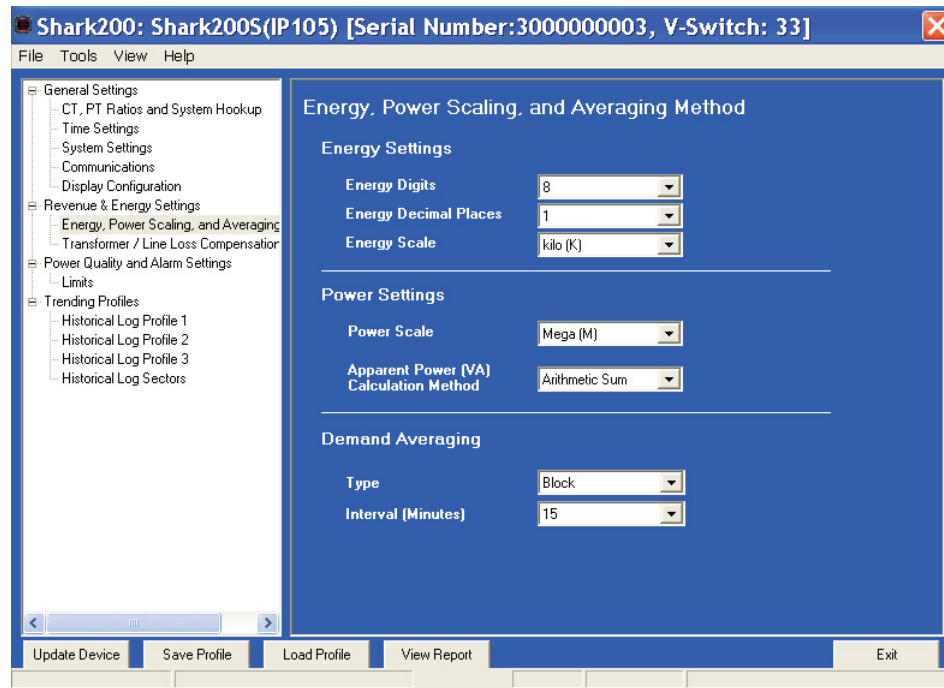 Shark200: Shark200S(IP105) [Serial Number:3000000003, V-Switch: 33]
File Tools View Help
General Settings
CT, PT Ratios and System Hookup
Time Settings
System Settings
Communications
Display Configuration
Revenue & Energy Settings
Energy, Power Scaling, and Averaging
Transformer / Line Loss Compensation
Power Quality and Alarm Settings
Limits
Trending Profiles
Historical Log Profile 1
Historical Log Profile 2
Historical Log Profile 3
Historical Log Sectors
Energy, Power Scaling, and Averaging Method
Energy Settings
Energy Digits 8
Energy Decimal Places 1
Energy Scale kilo (K)
Power Settings
Power Scale Mega (M)
Apparent Power (VA)
Calculation Method Arithmetic Sum
Demand Averaging
Type Block
Interval (Minutes) 15
Update Device Save Profile Load Profile View Report Exit